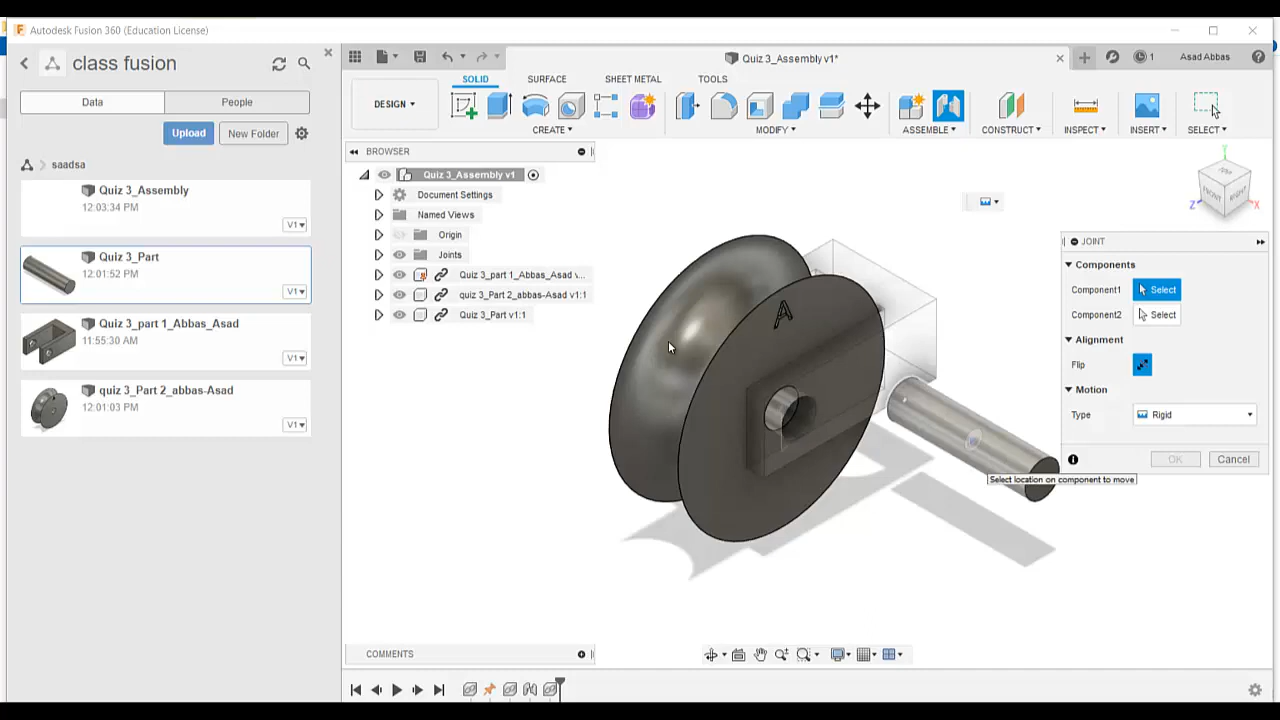 Autodesk Fusion 360 (Education License)
class fusion
Data
People
Upload
New Folder
saadsa
Quiz 3_Assembly
12:03:34 PM
V1
Quiz 3_Part
12:01:52 PM
V1
Quiz 3_part 1_Abbas_Asad
11:55:30 AM
V1
quiz 3_Part 2_abbas-Asad
12:01:03 PM
V1
Quiz 3_Assembly v1*
1
Asad Abbas
DESIGN
SOLID
SURFACE
SHEET METAL
TOOLS
CREATE
MODIFY
ASSEMBLE
CONSTRUCT
INSPECT
INSERT
SELECT
BROWSER
Quiz 3_Assembly v1
Document Settings
Named Views
Origin
Joints
Quiz 3_part 1_Abbas_Asad v...
quiz 3_Part 2_abbas-Asad v1:1
Quiz 3_Part v1:1
A
TOP
FRONT
RIGHT
Y
Z
X
JOINT
Components
Component1
Select
Component2
Select
Alignment
Flip
Motion
Type
Rigid
OK
Cancel
Select location on component to move
COMMENTS